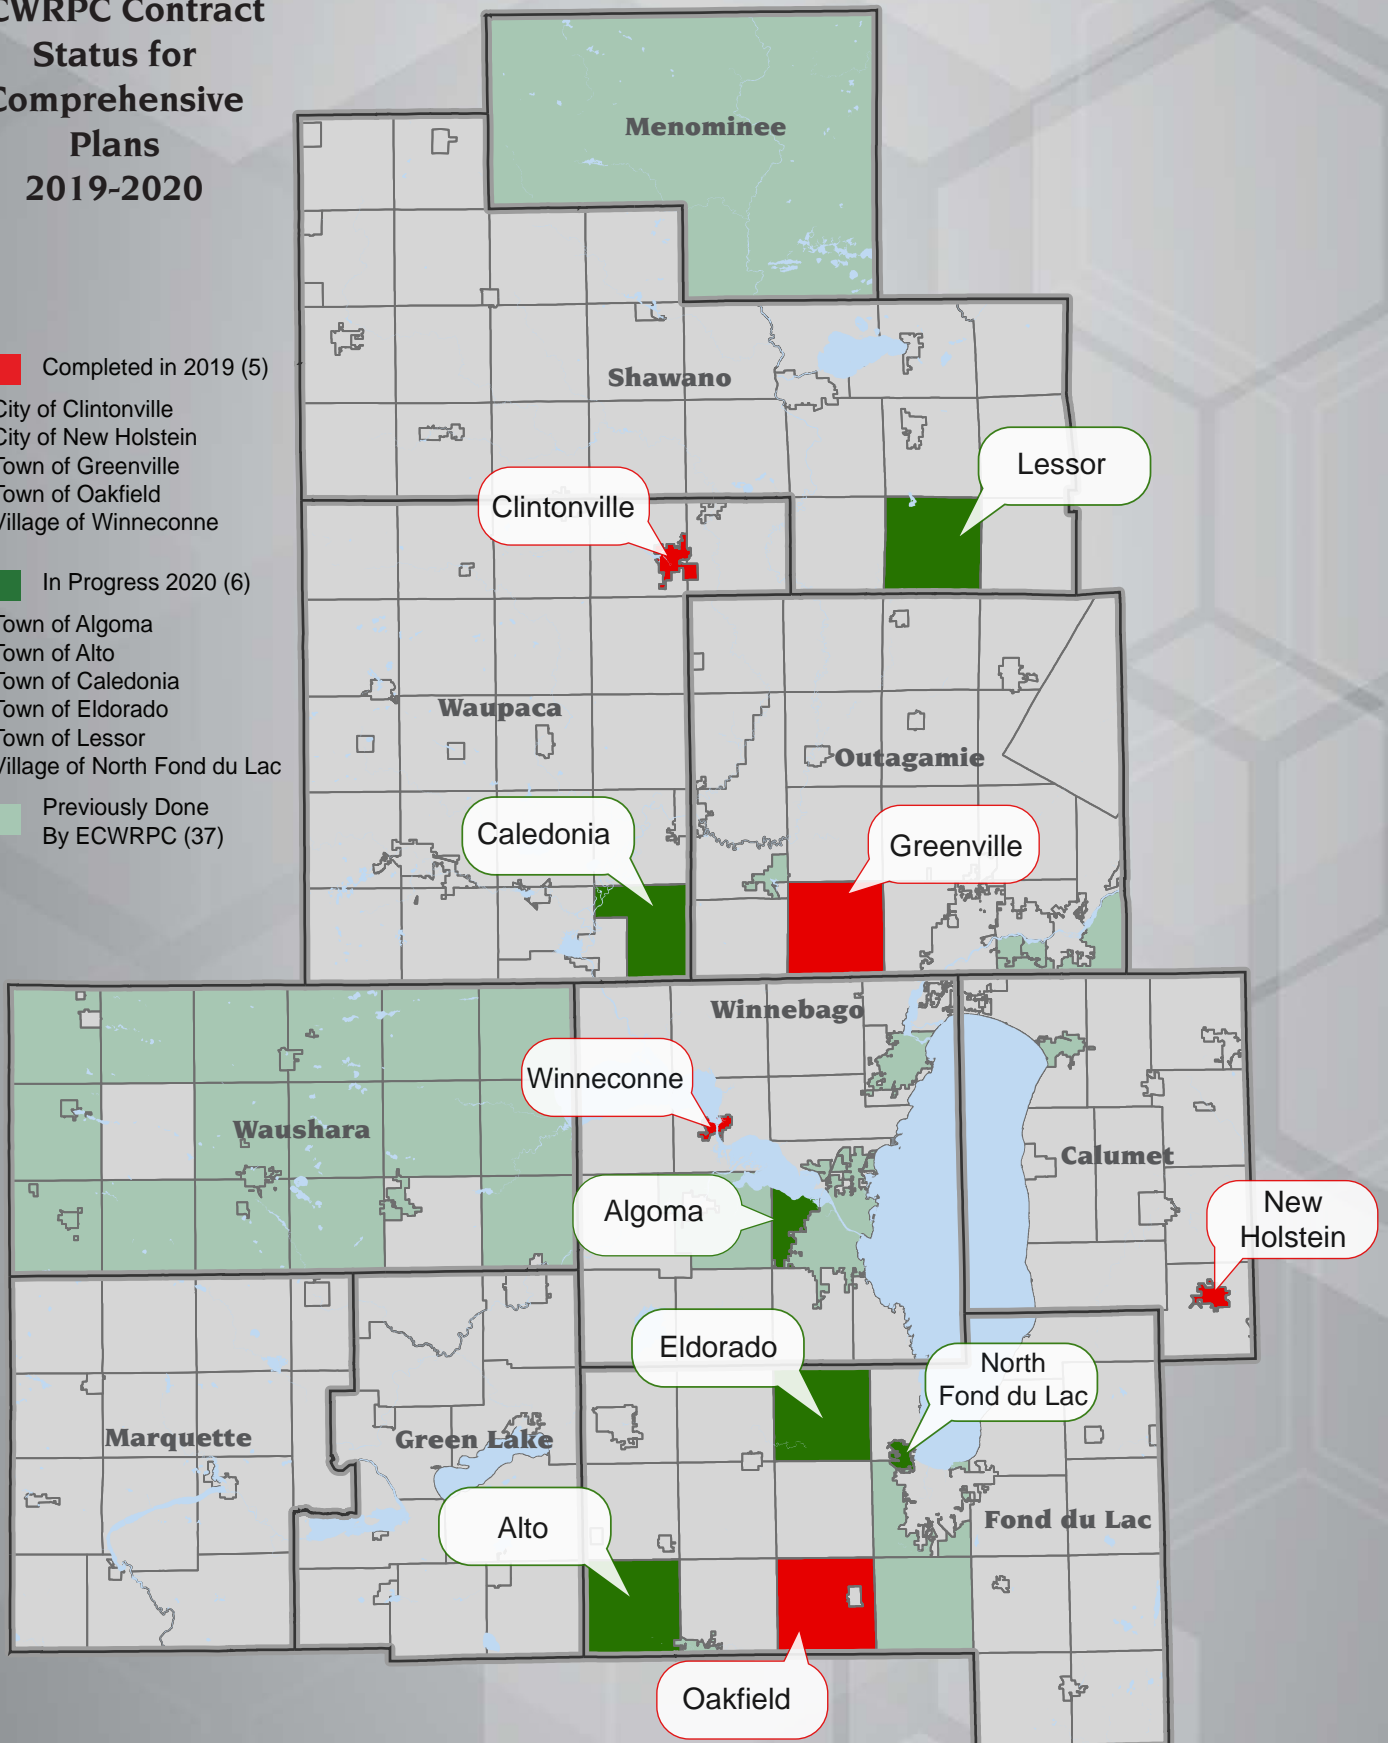 CWRPC Contract
Status for
Comprehensive
Plans
2019-2020
Completed in 2019 (5)
City of Clintonville
City of New Holstein
Town of Greenville
Town of Oakfield
Village of Winneconne
In Progress 2020 (6)
Town of Algoma
Town of Alto
Town of Caledonia
Town of Eldorado
Town of Lessor
Village of North Fond du Lac
Previously Done
By ECWRPC (37)
Menominee
Shawano
Lessor
Clintonville
Waupaca
Outagamie
Caledonia
Greenville
Winnebago
Winneconne
Waushara
Calumet
Algoma
New
Holstein
Eldorado
North
Fond du Lac
Marquette
Green Lake
Alto
Fond du Lac
Oakfield